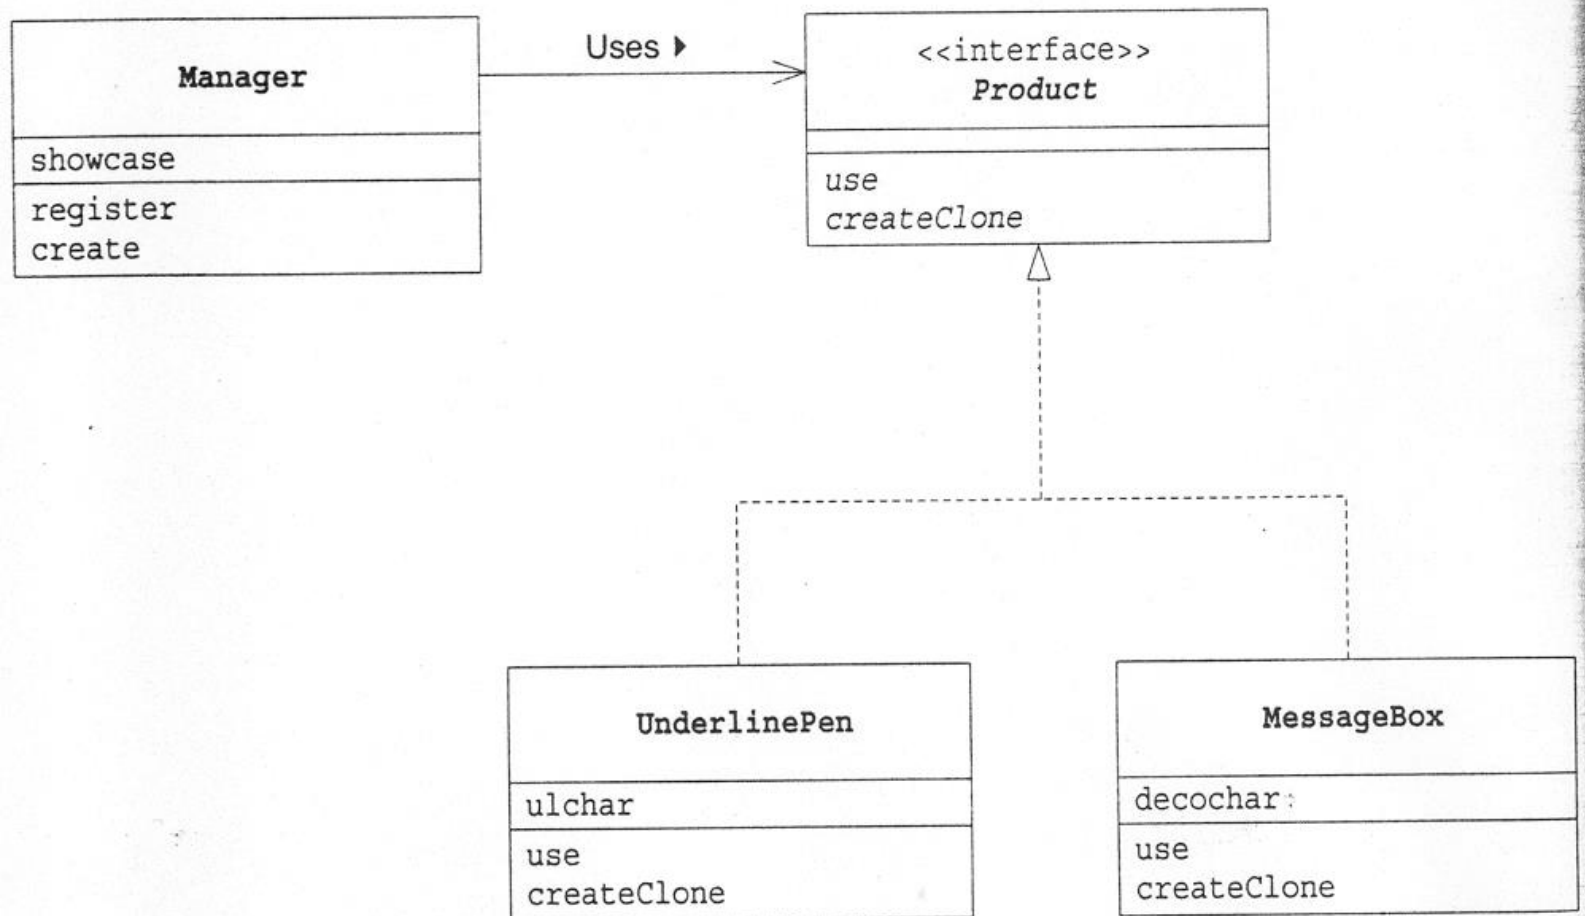 Manager
showcase
register
create
Uses ▶
<<interface>>
Product
use
createClone
UnderlinePen
ulchar
use
createClone
MessageBox
decochar
use
createClone